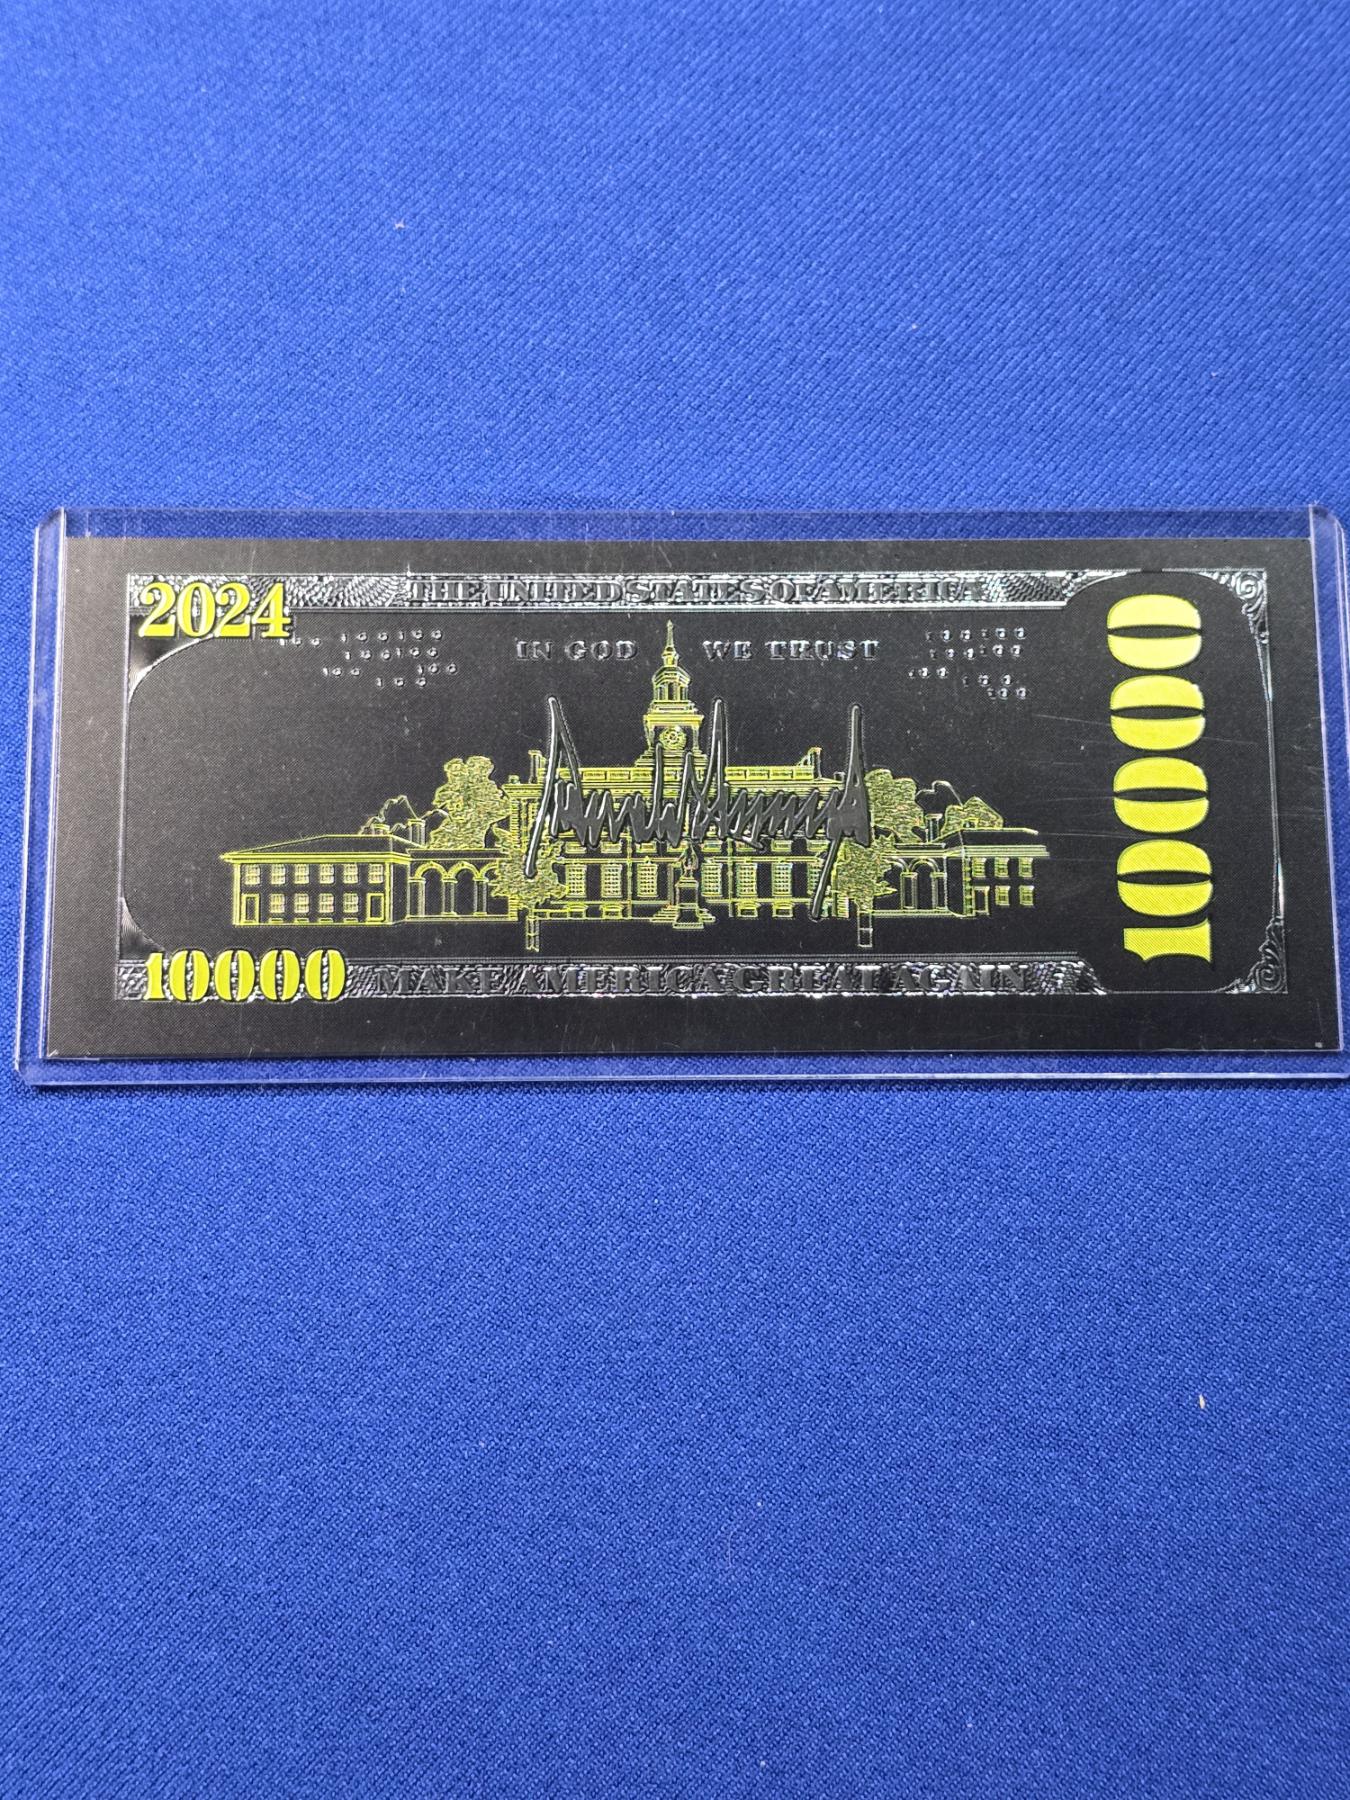 2024
THE UNITED STATES OF AMERICA
IN GOD WE TRUST
10000
10000
MAKE AMERICA GREAT AGAIN